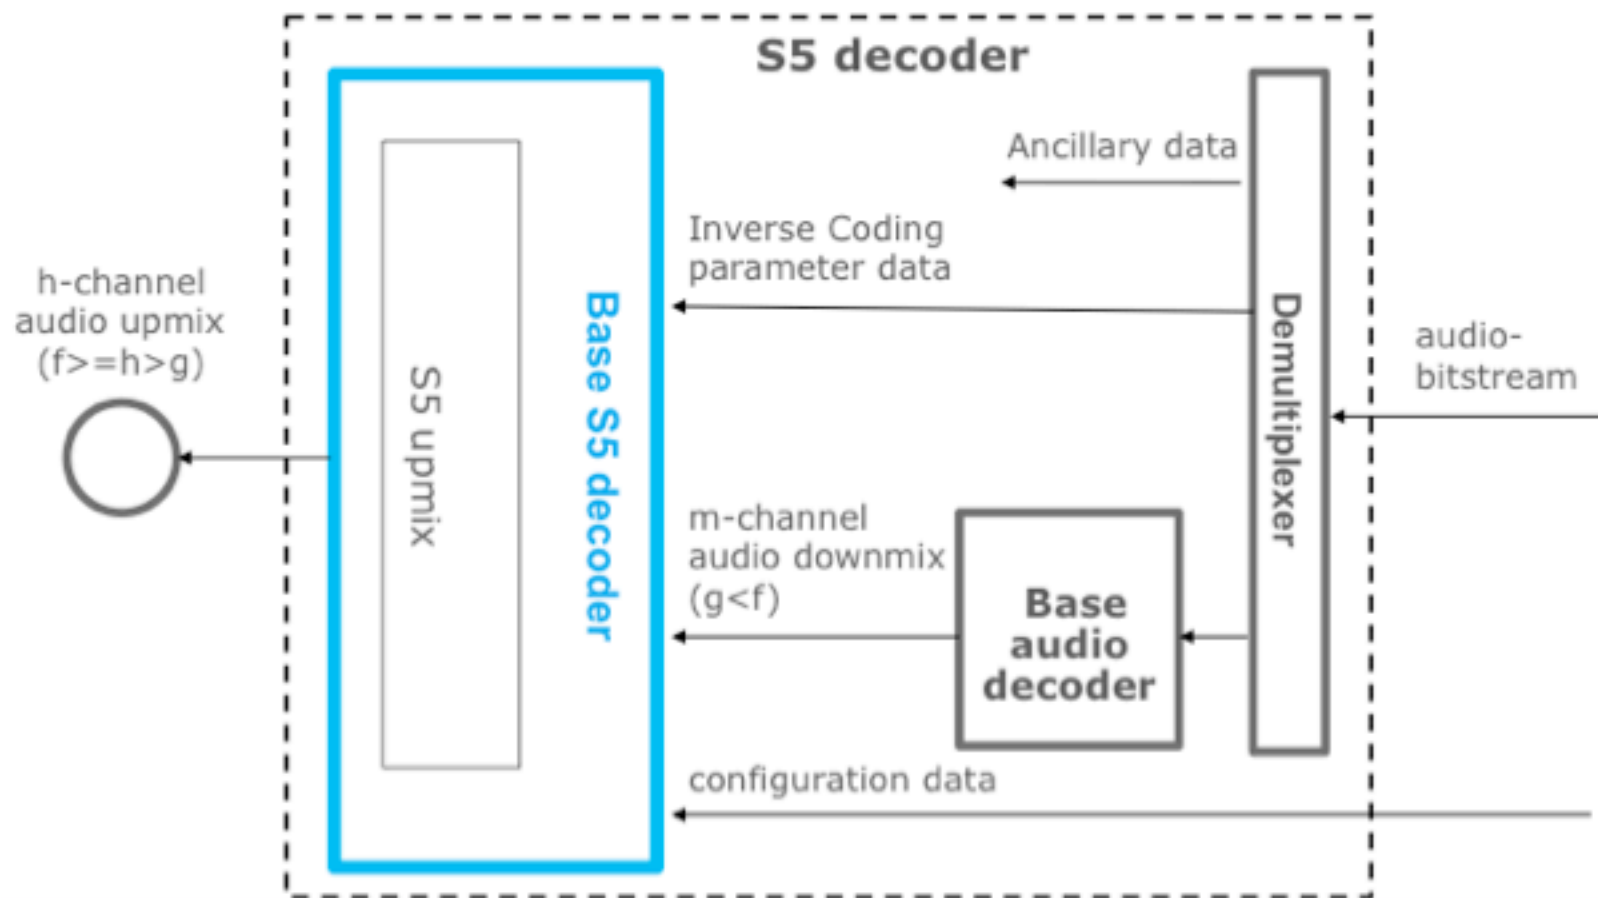 S5 decoder
Ancillary data
Inverse Coding
parameter data
h-channel
audio upmix
(f>=h>g)
S5 upmix
Base S5 decoder
Demultiplexer
audio-
bitstream
m-channel
audio downmix
(g<f)
Base
audio
decoder
configuration data